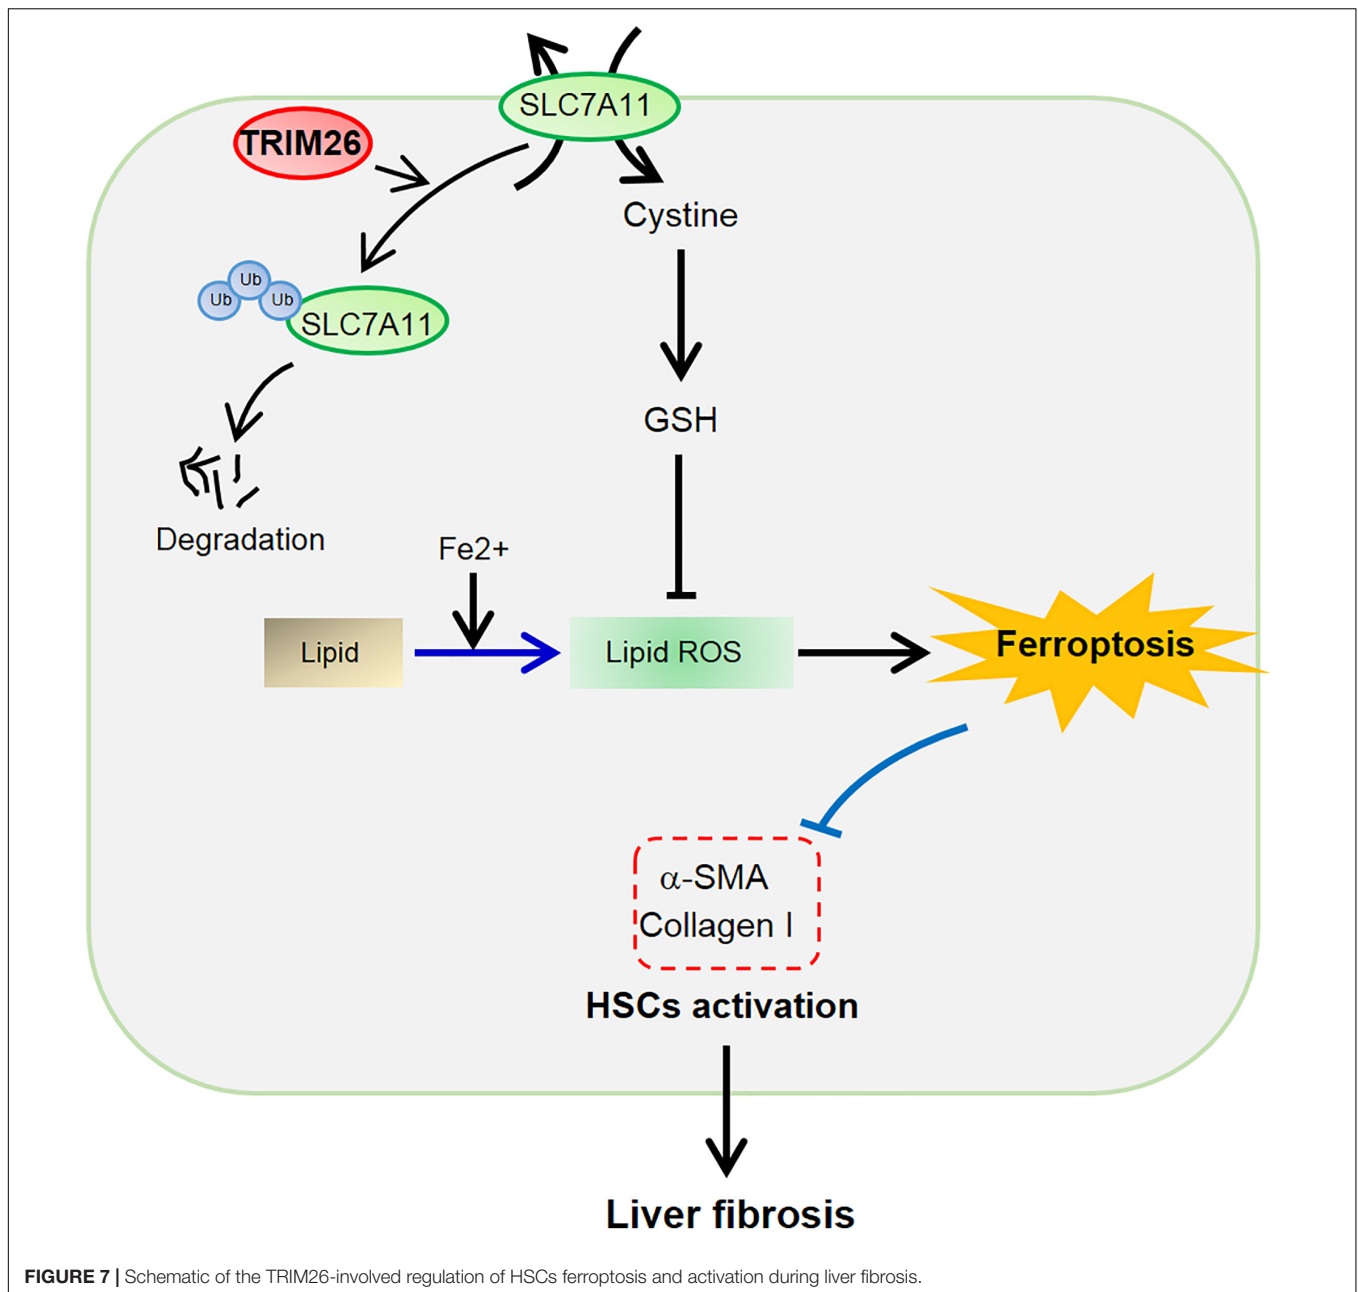 SLC7A11
TRIM26
Cystine
Ub
Ub
Ub
SLC7A11
GSH
Degradation
Fe2+
Lipid
Lipid ROS
Ferroptosis
α-SMA
Collagen I
HSCs activation
Liver fibrosis
FIGURE 7 | Schematic of the TRIM26-involved regulation of HSCs ferroptosis and activation during liver fibrosis.